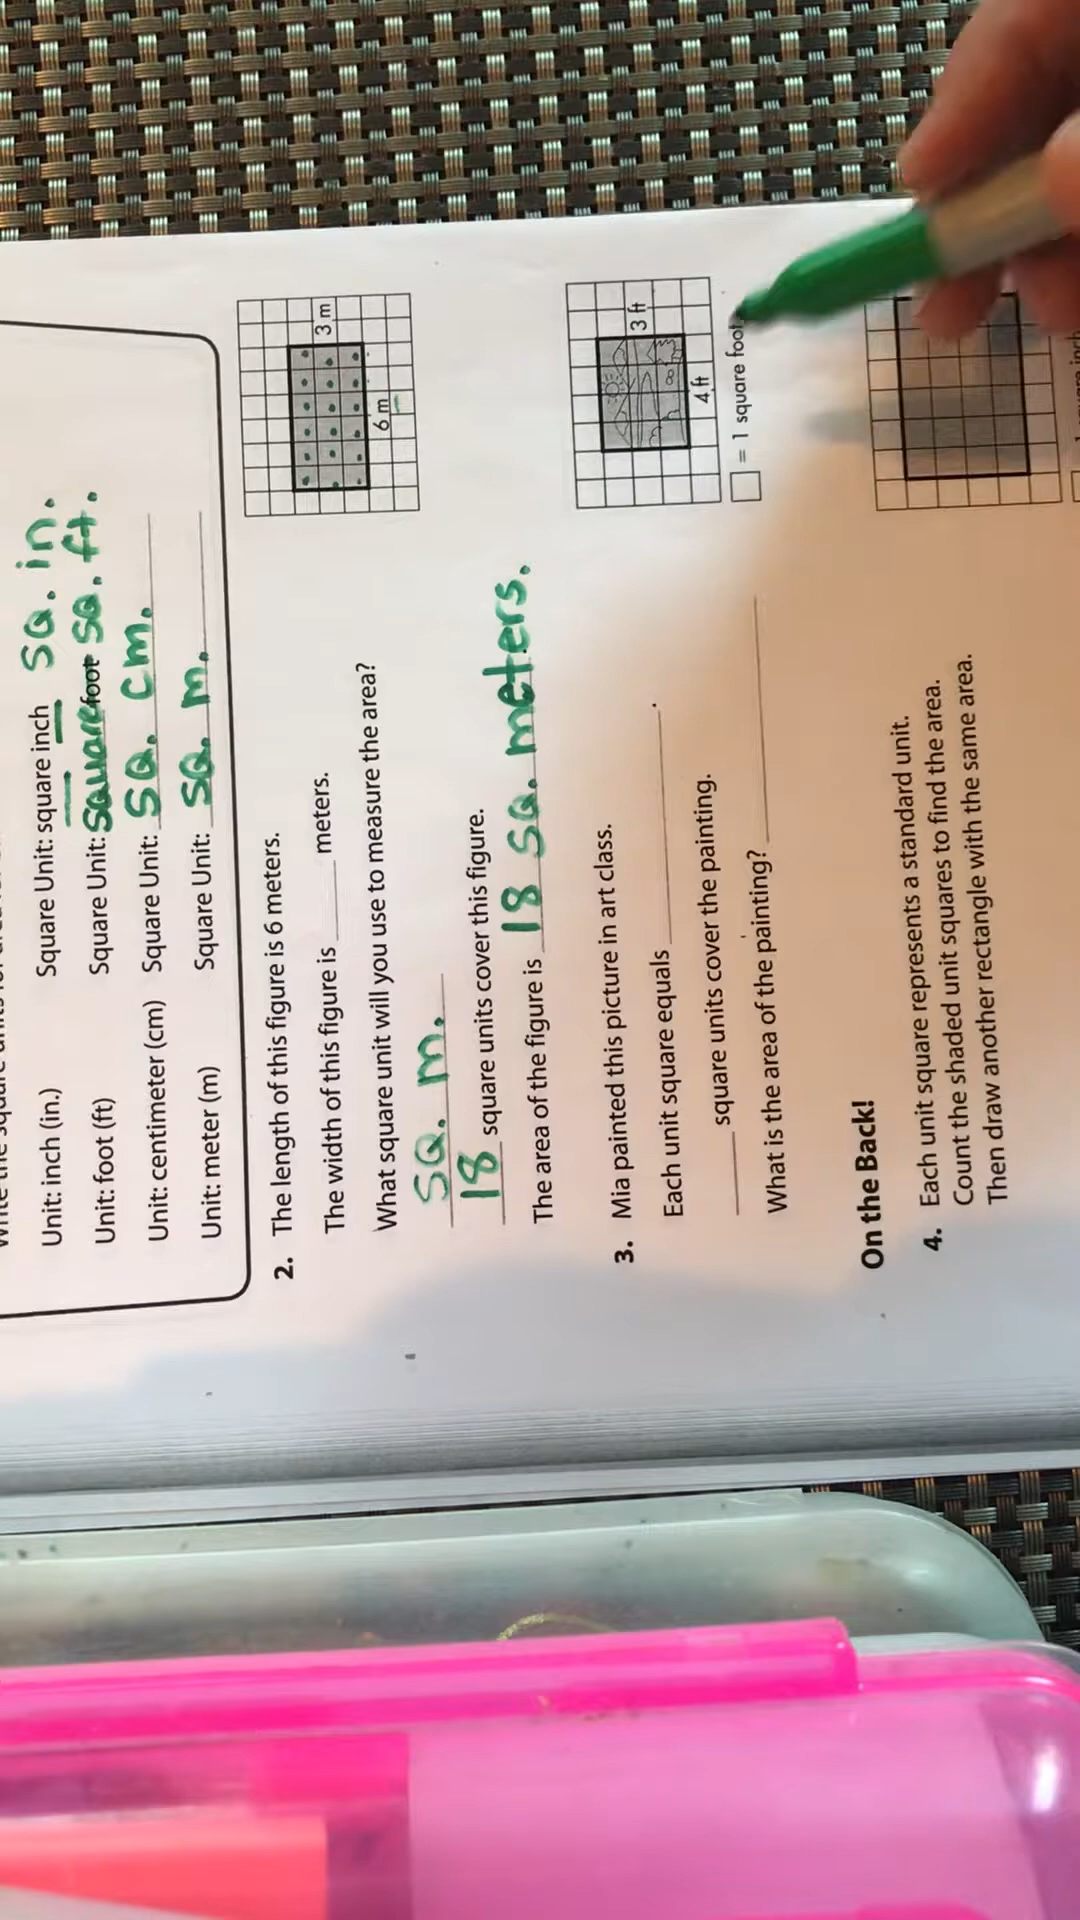 Unit: inch (in.) Square Unit: square inch sq. in.
Unit: foot (ft) Square Unit: square foot sq. ft.
Unit: centimeter (cm) Square Unit: sq. cm.
Unit: meter (m) Square Unit: sq. m.
2. The length of this figure is 6 meters.
The width of this figure is ____ meters.
What square unit will you use to measure the area?
sq. m.
18 square units cover this figure.
The area of the figure is 18 sq. meters.
3 m
6 m
3. Mia painted this picture in art class.
Each unit square equals ____.
____ square units cover the painting.
What is the area of the painting? ____
3 ft
4 ft
= 1 square foot
On the Back!
4. Each unit square represents a standard unit.
Count the shaded unit squares to find the area.
Then draw another rectangle with the same area.